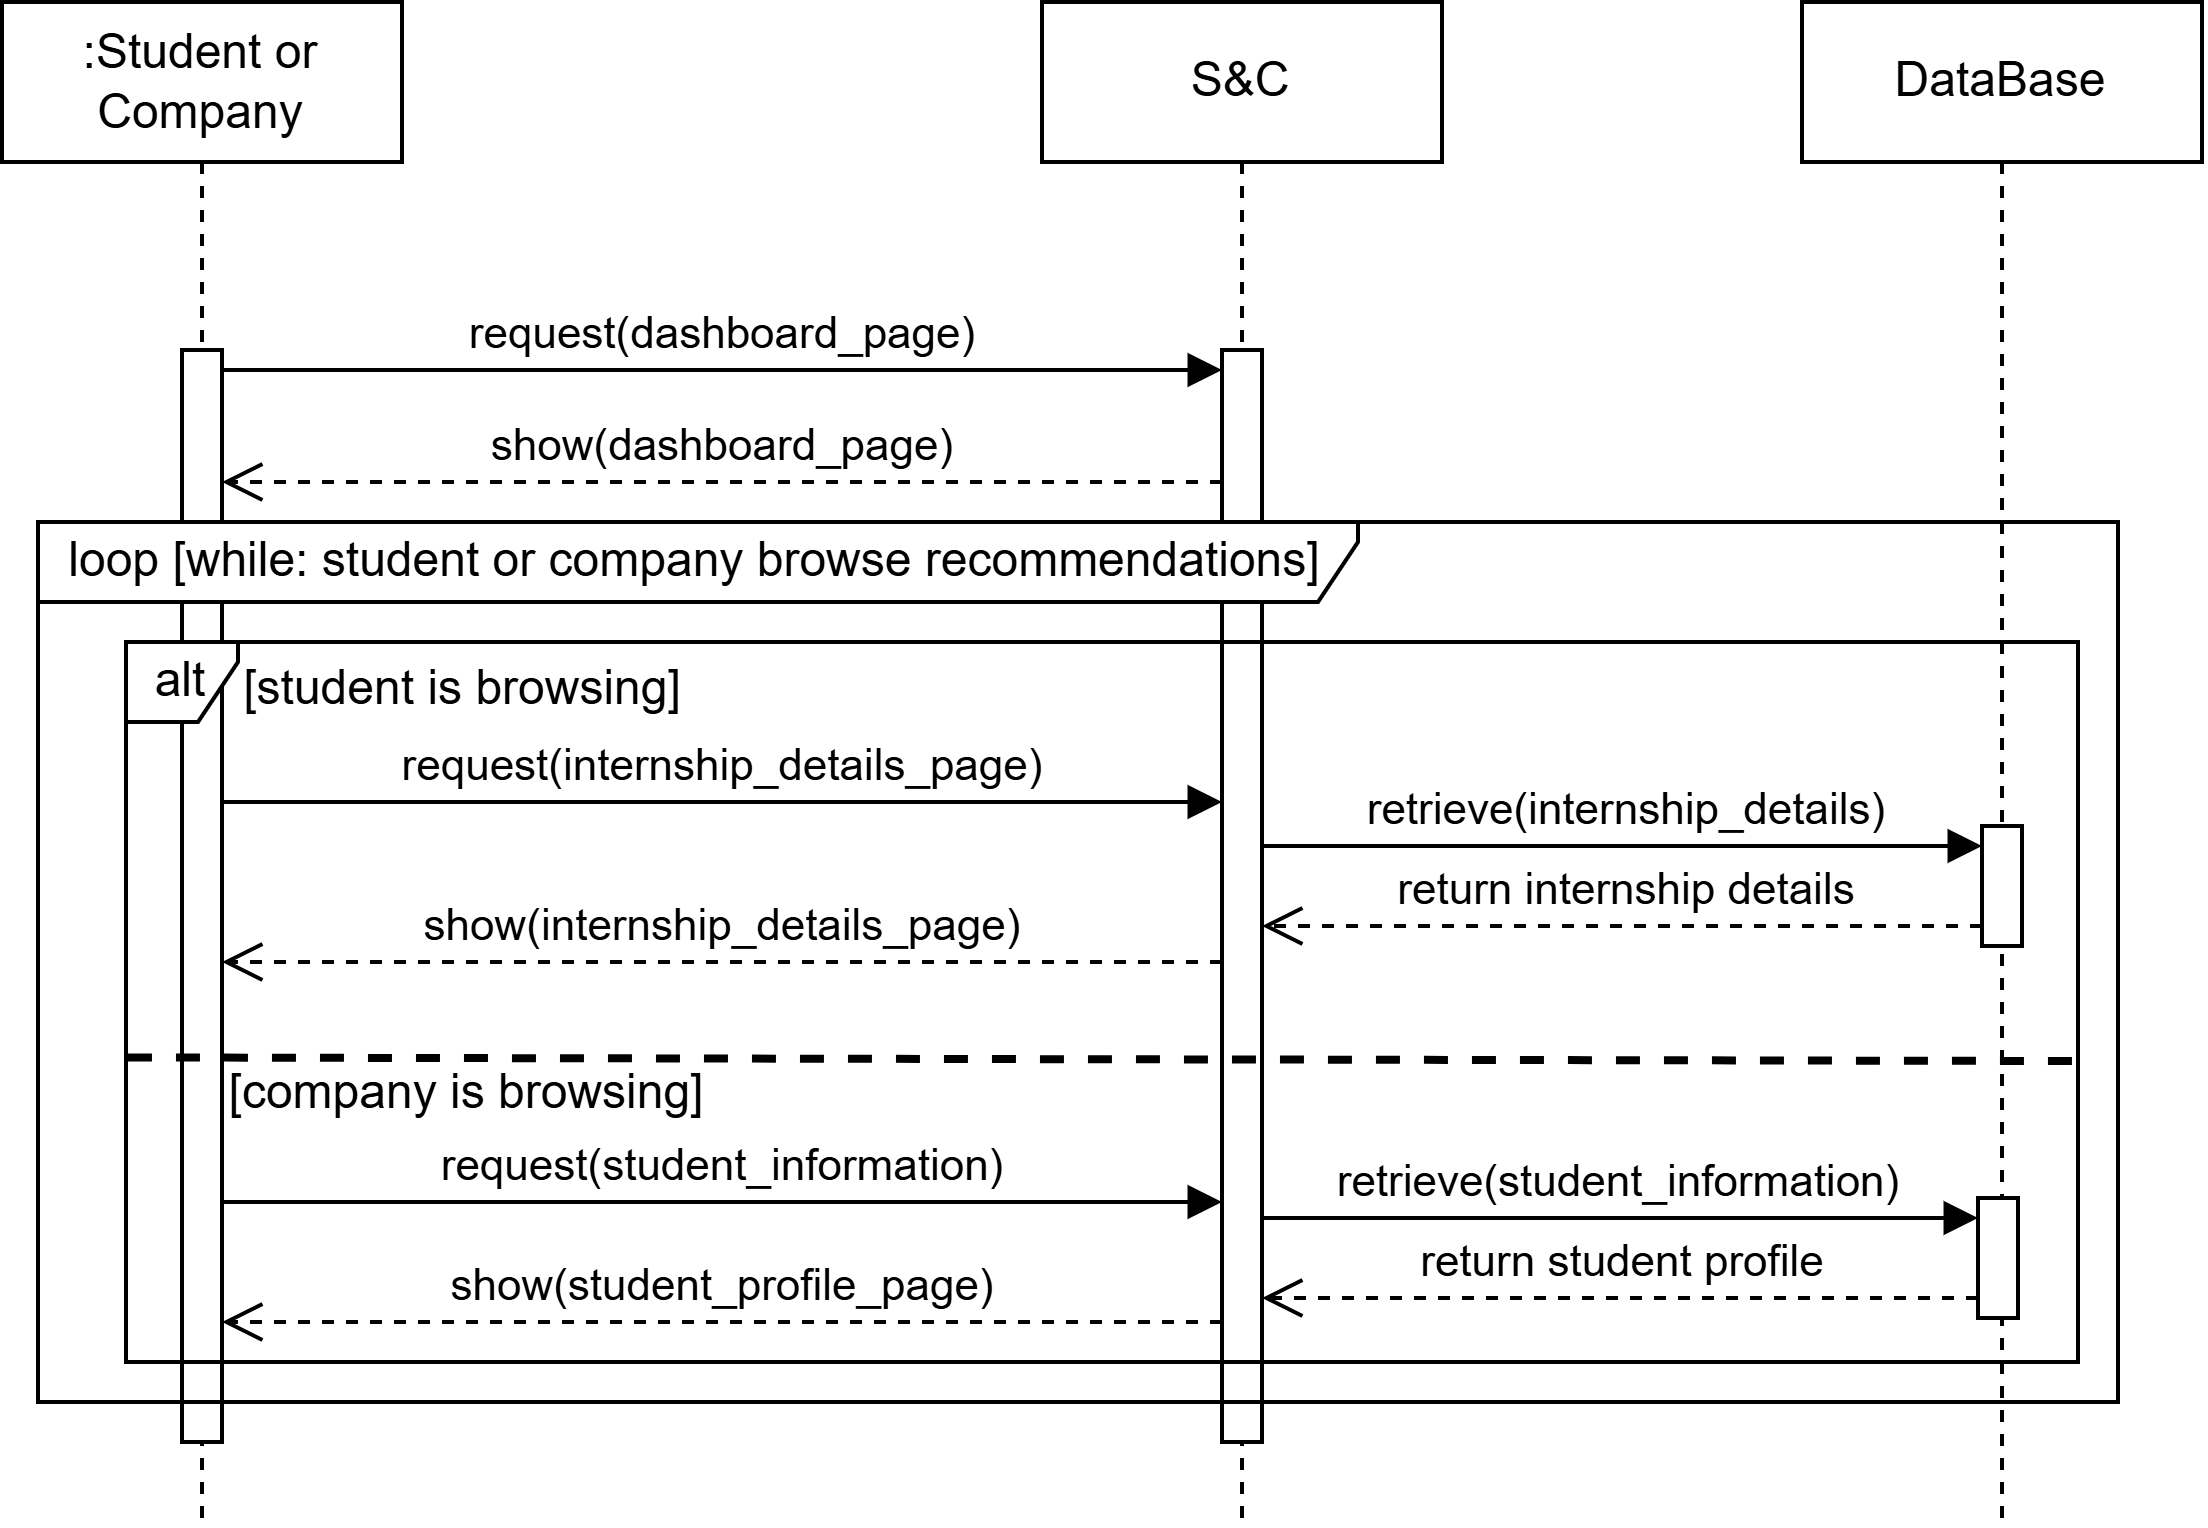 :Student or
Company
S&C
DataBase
request(dashboard_page)
show(dashboard_page)
loop [while: student or company browse recommendations]
alt
[student is browsing]
request(internship_details_page)
retrieve(internship_details)
return internship details
show(internship_details_page)
[company is browsing]
request(student_information)
retrieve(student_information)
return student profile
show(student_profile_page)